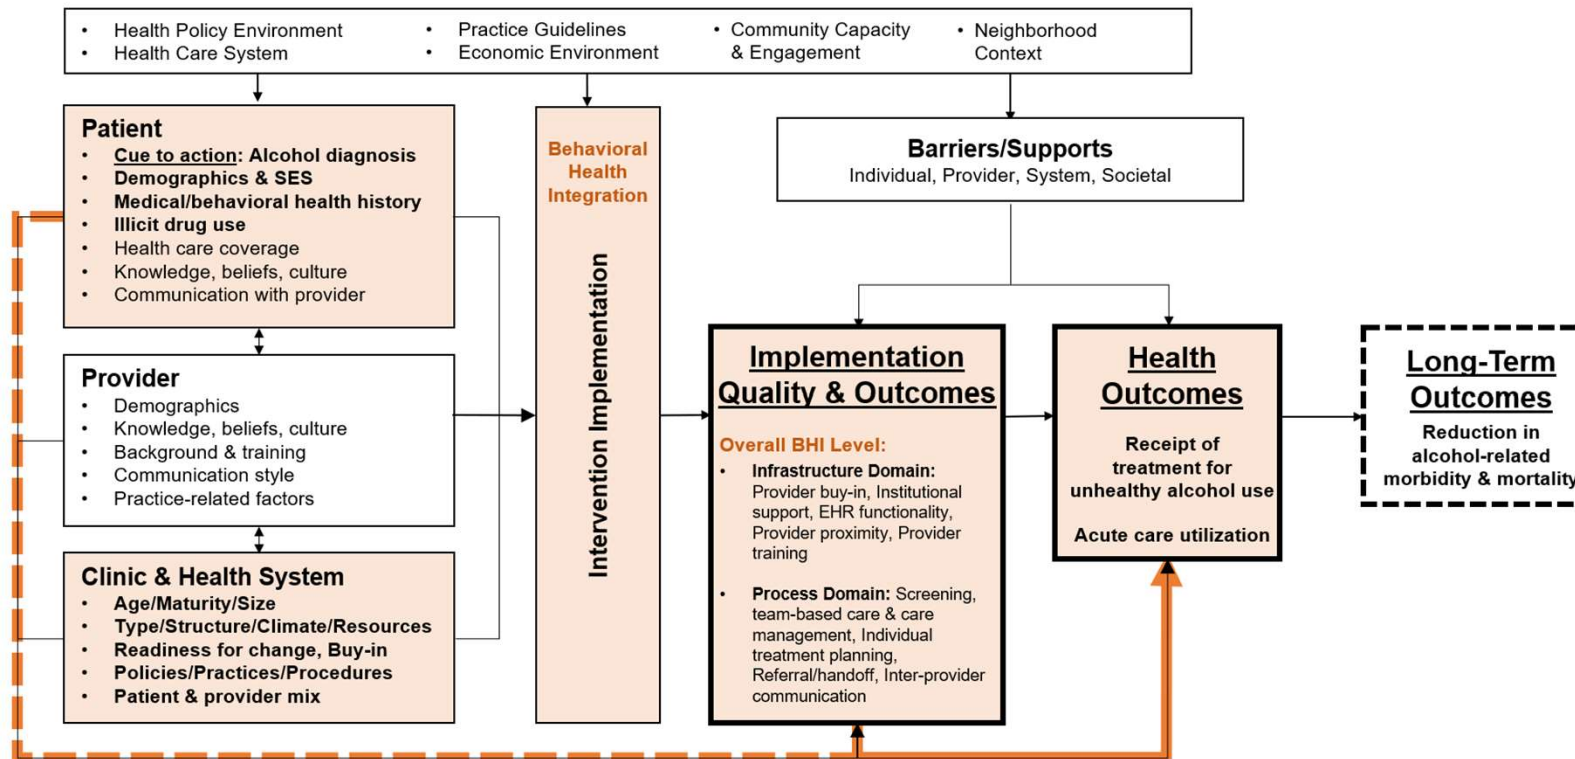 • Health Policy Environment
• Health Care System
• Practice Guidelines
• Economic Environment
• Community Capacity
& Engagement
• Neighborhood
Context
Patient
• Cue to action: Alcohol diagnosis
• Demographics & SES
• Medical/behavioral health history
• Illicit drug use
• Health care coverage
• Knowledge, beliefs, culture
• Communication with provider
Provider
• Demographics
• Knowledge, beliefs, culture
• Background & training
• Communication style
• Practice-related factors
Clinic & Health System
• Age/Maturity/Size
• Type/Structure/Climate/Resources
• Readiness for change, Buy-in
• Policies/Practices/Procedures
• Patient & provider mix
Behavioral
Health
Integration
Intervention Implementation
Barriers/Supports
Individual, Provider, System, Societal
Implementation
Quality & Outcomes
Overall BHI Level:
• Infrastructure Domain:
Provider buy-in, Institutional
support, EHR functionality,
Provider proximity, Provider
training
• Process Domain: Screening,
team-based care & care
management, Individual
treatment planning,
Referral/handoff, Inter-provider
communication
Health
Outcomes
Receipt of
treatment for
unhealthy alcohol use
Acute care utilization
Long-Term
Outcomes
Reduction in
alcohol-related
morbidity & mortality